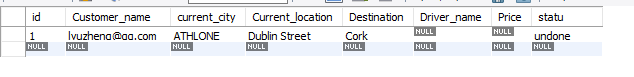 id Customer_name current_city Current_location Destination Driver_name Price statu
1 lyuzheng@qq.com ATHLONE Dublin Street Cork NULL NULL undone
NULL NULL NULL NULL NULL NULL NULL NULL